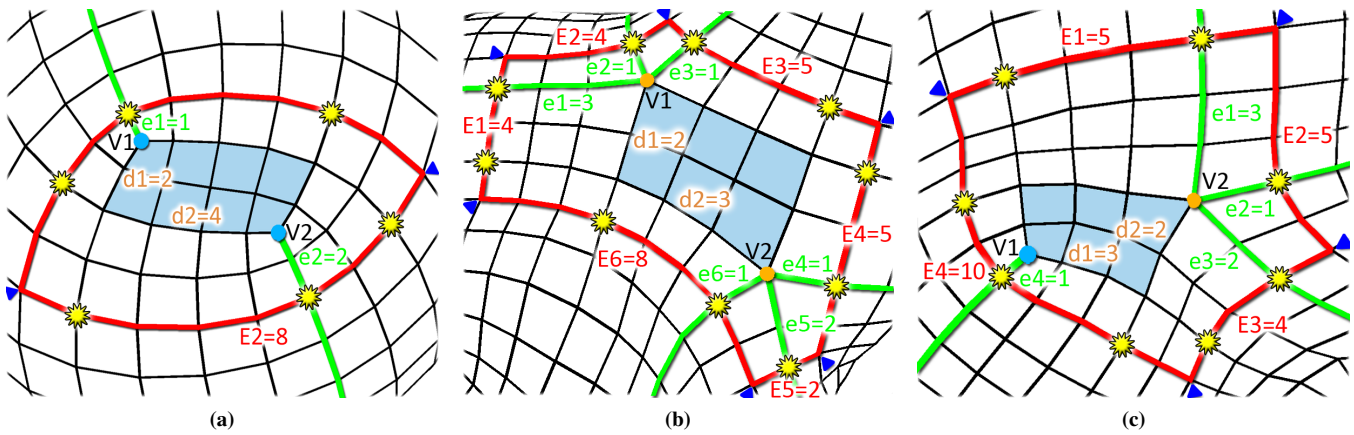 e1=1
V1
d1=2
d2=4
V2
e2=2
E2=8
(a)
E2=4
e2=1
e3=1
E3=5
V1
e1=3
E1=4
d1=2
d2=3
E4=5
E6=8
V2
e6=1
e4=1
e5=2
E5=2
(b)
E1=5
e1=3
E2=5
V2
e2=1
d2=2
V1
d1=3
e3=2
E4=10
e4=1
E3=4
(c)